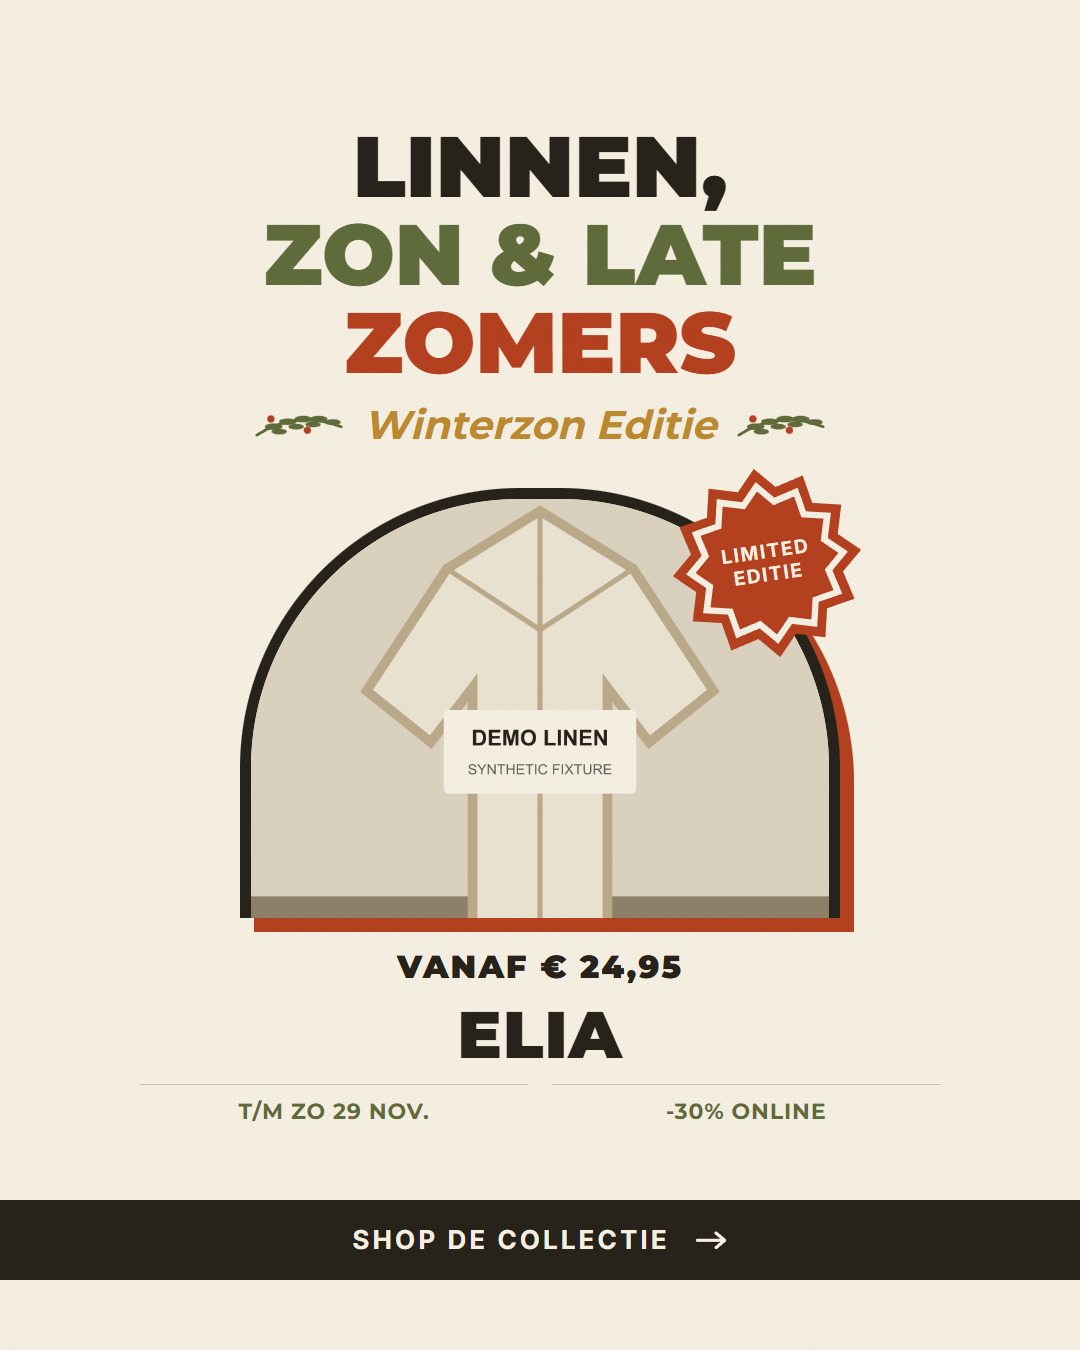 LINNEN,
ZON & LATE
ZOMERS
Winterzon Editie
LIMITED
EDITIE
DEMO LINEN
SYNTHETIC FIXTURE
VANAF € 24,95
ELIA
T/M ZO 29 NOV.
-30% ONLINE
SHOP DE COLLECTIE →